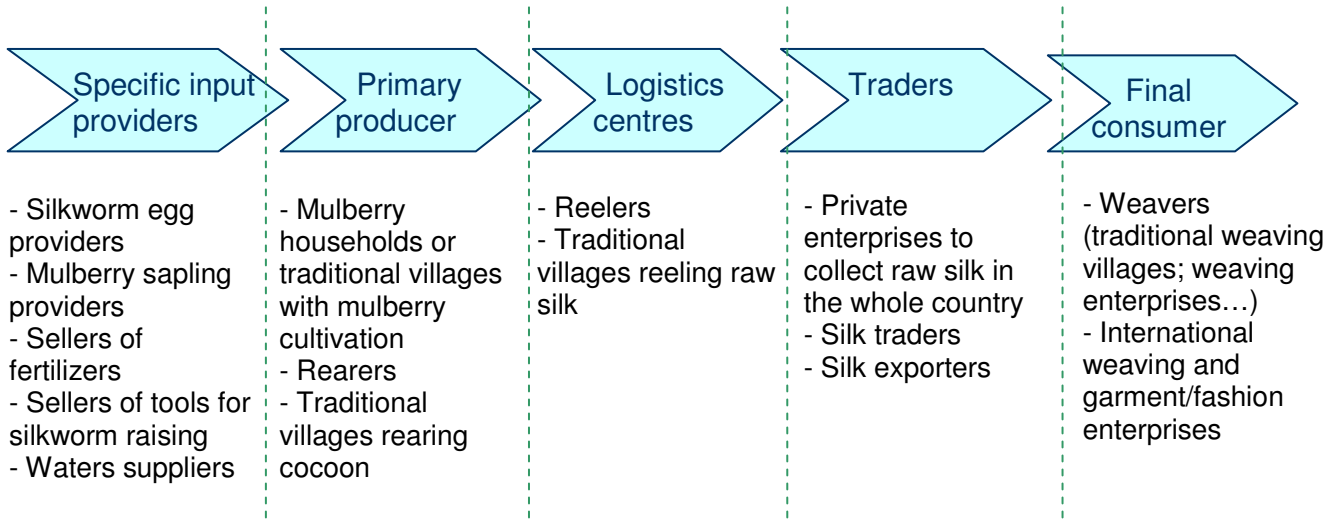 Specific input
providers
- Silkworm egg
providers
- Mulberry sapling
providers
- Sellers of
fertilizers
- Sellers of tools for
silkworm raising
- Waters suppliers
Primary
producer
- Mulberry
households or
traditional villages
with mulberry
cultivation
- Rearers
- Traditional
villages rearing
cocoon
Logistics
centres
- Reelers
- Traditional
villages reeling raw
silk
Traders
- Private
enterprises to
collect raw silk in
the whole country
- Silk traders
- Silk exporters
Final
consumer
- Weavers
(traditional weaving
villages; weaving
enterprises…)
- International
weaving and
garment/fashion
enterprises